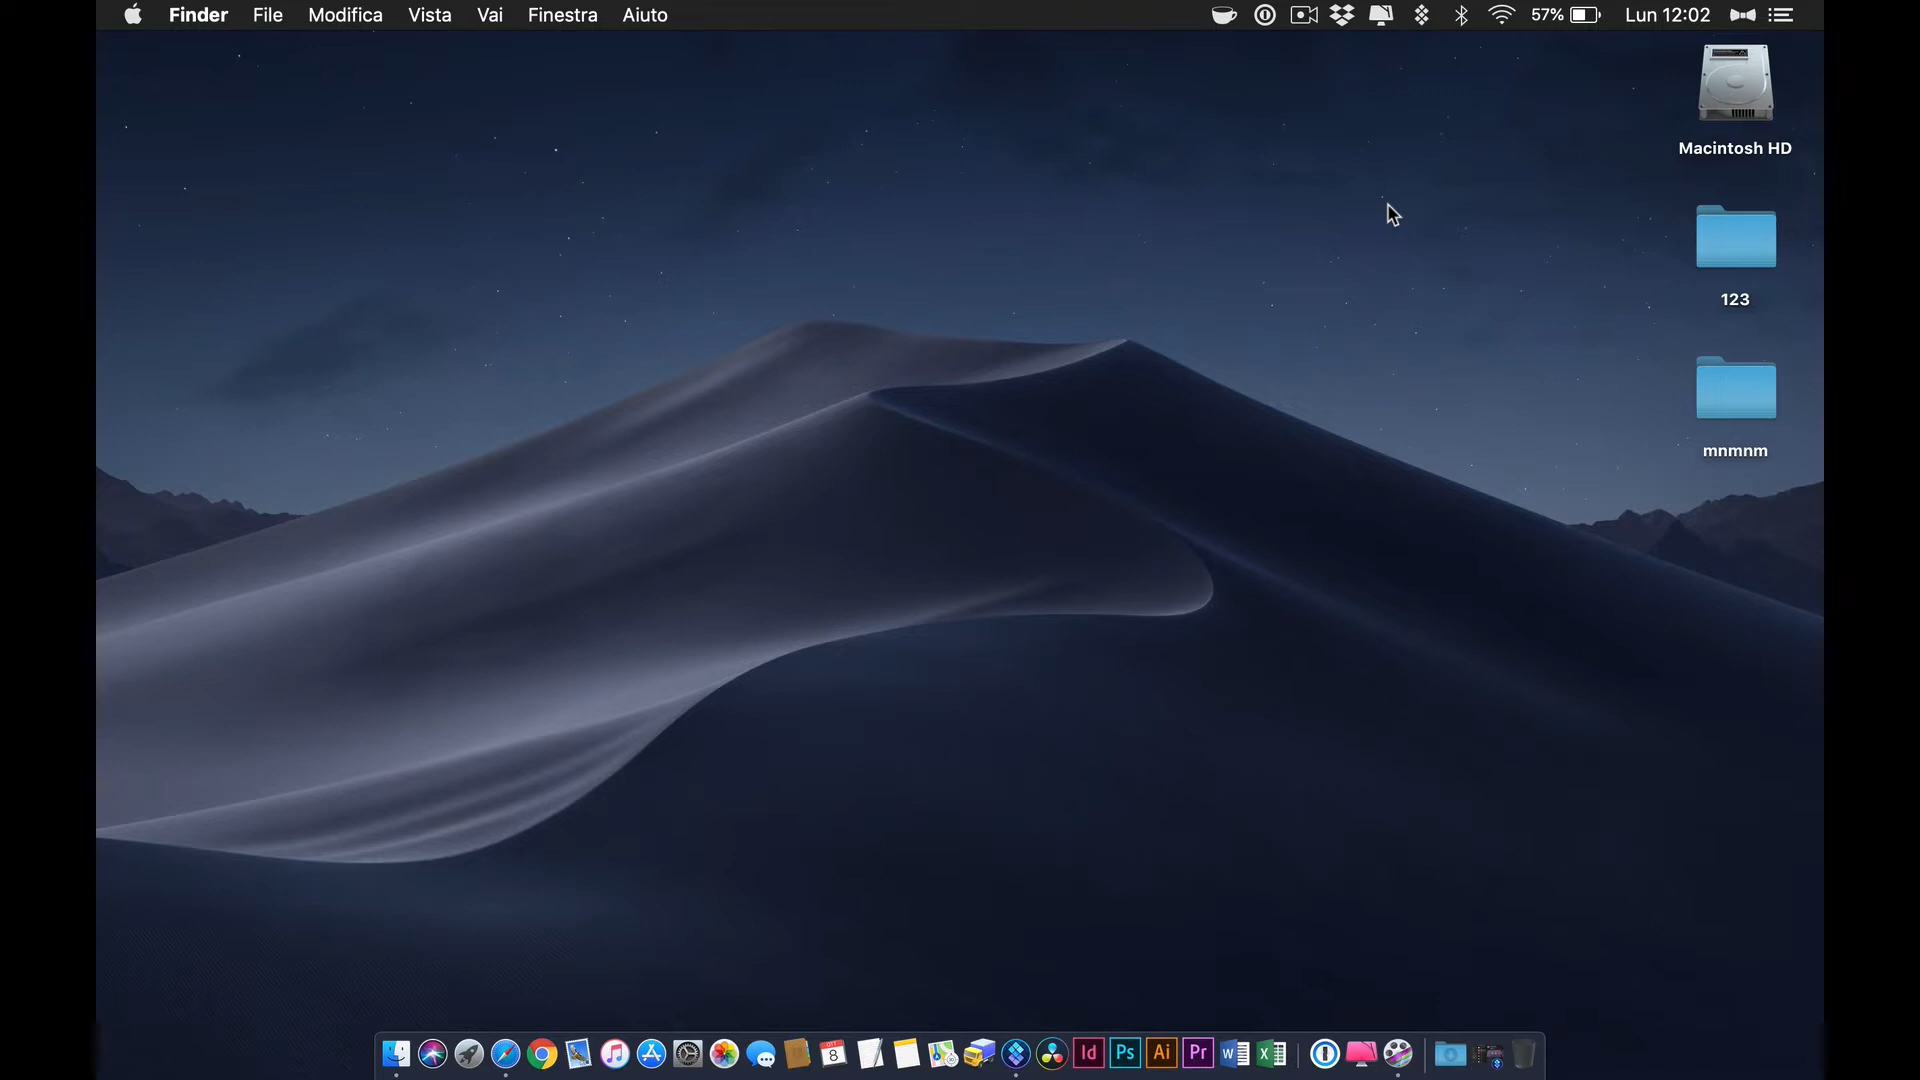 Finder File Modifica Vista Vai Finestra Aiuto 57% Lun 12:02
Macintosh HD
123
mnmnm
8
Id Ps Ai Pr